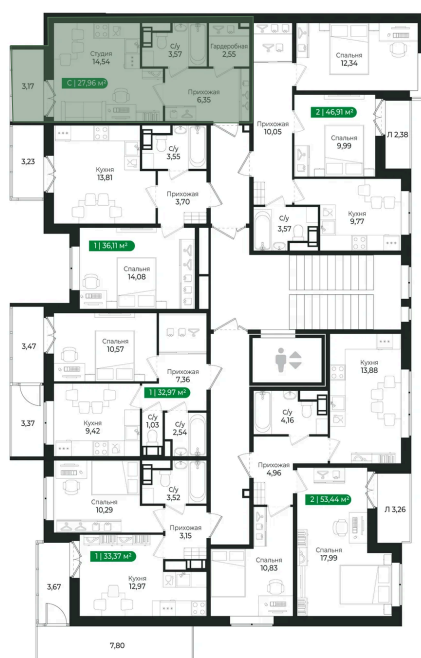 Студия
14,54
С/у
3,57
Гардеробная
2,55
Спальня
12,34
С | 27,96 м²
3,17
Прихожая
6,35
2 | 46,91 м²
Прихожая
10,05
Спальня
9,99
Л 2,38
3,23
Кухня
13,81
С/у
3,55
Прихожая
3,70
С/у
3,57
Кухня
9,77
1 | 36,11 м²
Спальня
14,08
3,47
Спальня
10,57
Прихожая
7,36
Кухня
13,88
3,37
1 | 32,97 м²
Кухня
9,42
С/у
1,03
С/у
2,54
С/у
4,16
Спальня
10,29
С/у
3,52
Прихожая
4,96
2 | 53,44 м²
Л 3,26
Прихожая
3,15
1 | 33,37 м²
Кухня
12,97
3,67
Спальня
10,83
Спальня
17,99
7,80